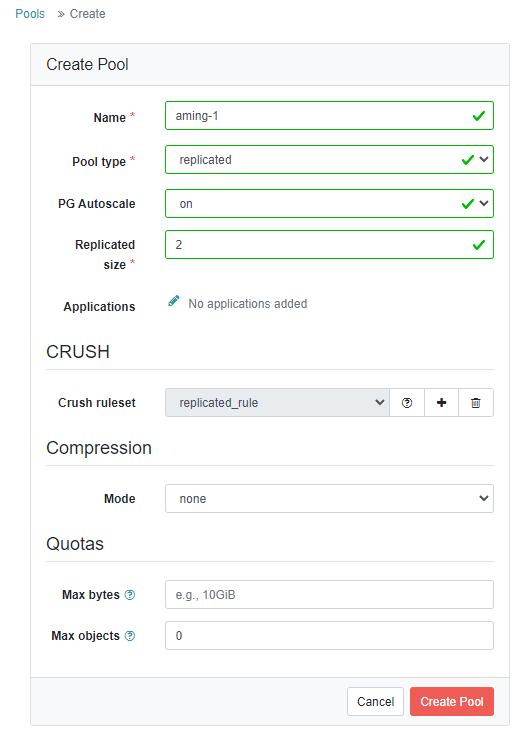 Pools » Create
Create Pool
Name *
aming-1
Pool type *
replicated
PG Autoscale
on
Replicated
size *
2
Applications
No applications added
CRUSH
Crush ruleset
replicated_rule
Compression
Mode
none
Quotas
Max bytes
e.g., 10GiB
Max objects
0
Cancel
Create Pool